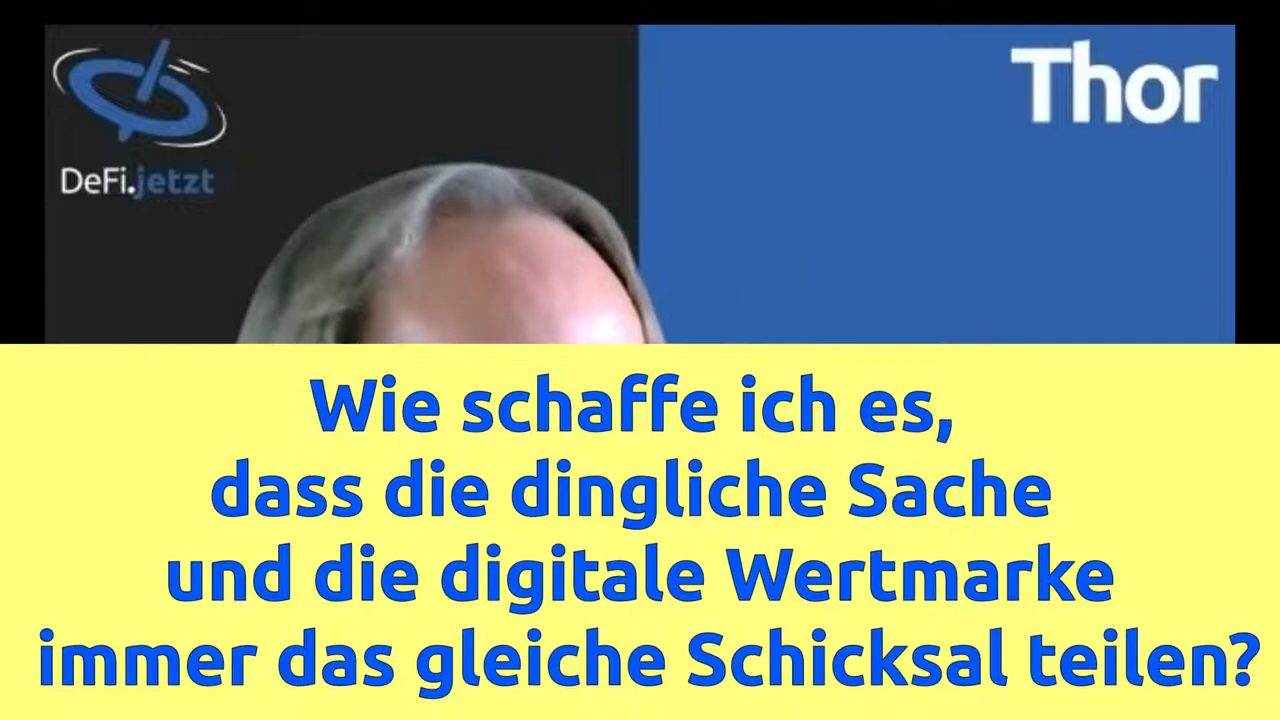 DeFi.jetzt
Thor
Wie schaffe ich es,
dass die dingliche Sache
und die digitale Wertmarke
immer das gleiche Schicksal teilen?